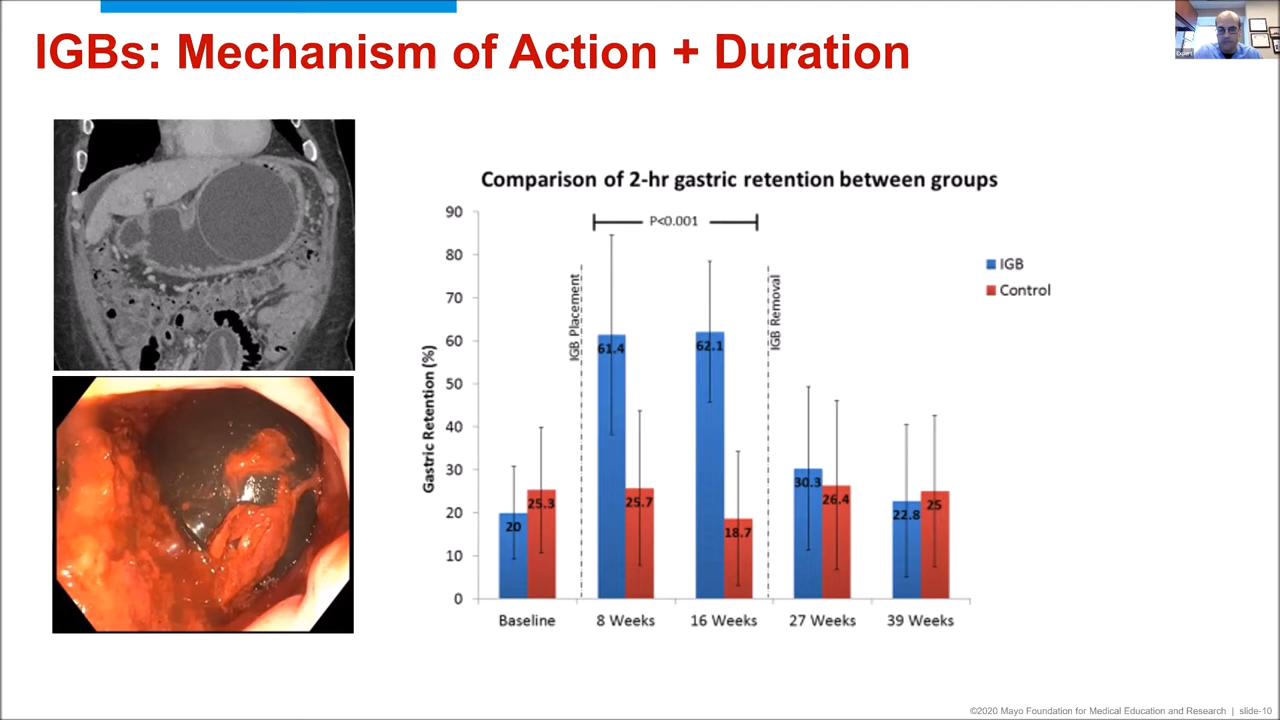 IGBs: Mechanism of Action + Duration
Expert
Comparison of 2-hr gastric retention between groups
P<0.001
IGB Placement
IGB Removal
IGB
Control
Gastric Retention (%)
90
80
70
60
50
40
30
20
10
0
20
25.3
61.4
25.7
62.1
18.7
30.3
26.4
22.8
25
Baseline
8 Weeks
16 Weeks
27 Weeks
39 Weeks
©2020 Mayo Foundation for Medical Education and Research | slide-10